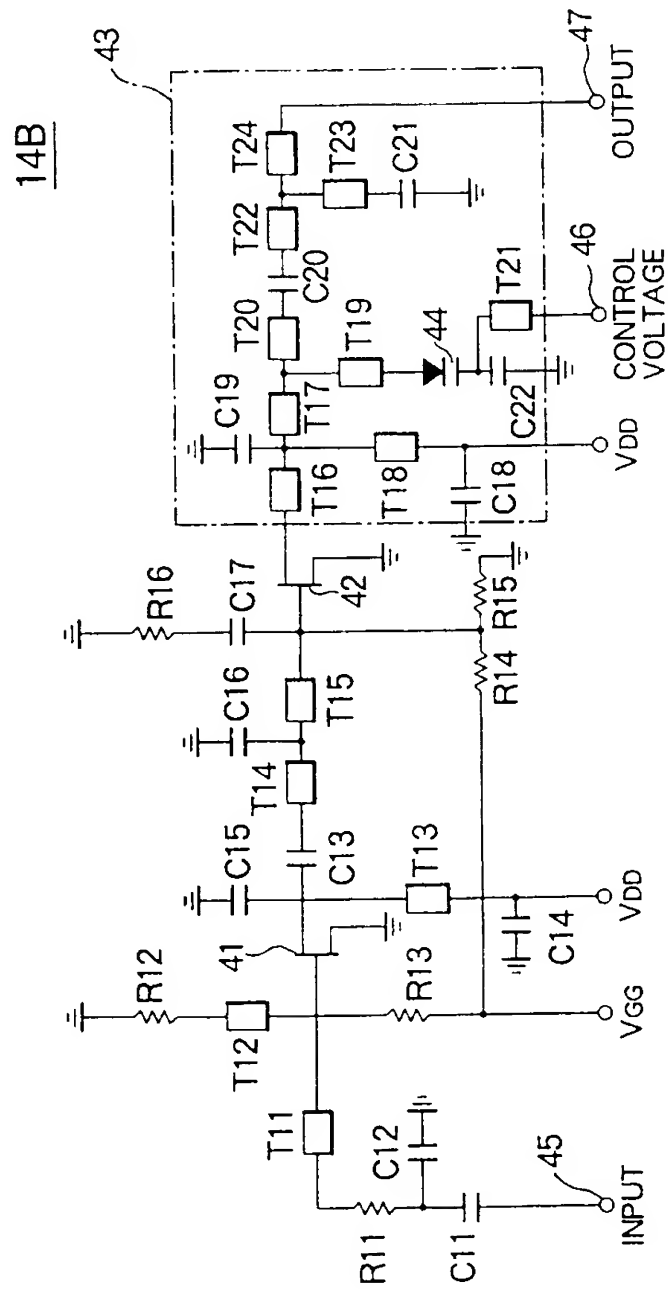 14B
43
R16
C19
T24
T22
C20
T20
T23
C21
T17
T16
T19
44
T18
C22
T21
C18
R12
C15
C16
C17
41
42
T14
T15
C13
T12
T13
R13
C14
R14
R15
T11
C12
R11
C11
45
INPUT
VGG
VDD
VDD
46
CONTROL
VOLTAGE
47
OUTPUT